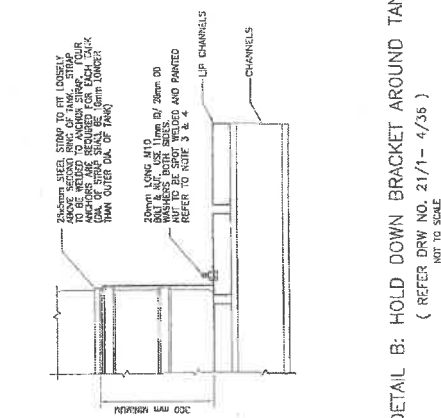 25x5mm STEEL STRAP TO FIT LOOSELY
ABOVE SECOND RING OF TANK. STRAP
TO BE WELDED TO ANCHOR STRAP. FOUR
ANCHORS ARE REQUIRED FOR EACH TANK
(DIA. OF STRAP SHALL BE 10mm LONGER
THAN OUTER DIA. OF TANK)
20mm LONG M10
BOLT & NUT. USE 11mm ID/ 28mm OD
WASHERS BOTH SIDES.
NUT TO BE SPOT WELDED AND PAINTED
REFER TO NOTE 3 & 4
LIP CHANNELS
CHANNELS
300 mm MINIMUM
DETAIL B: HOLD DOWN BRACKET AROUND TAN
( REFER DRW NO. 21/1- 4/36 )
NOT TO SCALE